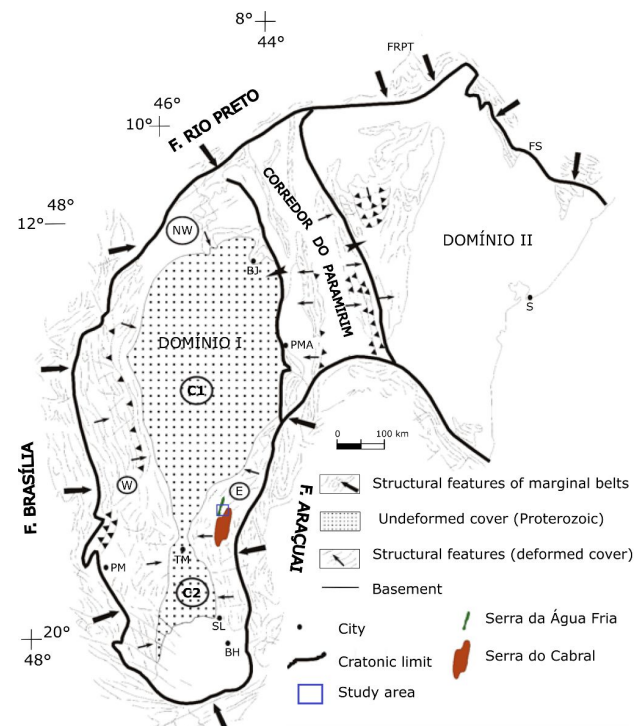 8°
44°
FRPT
46°
10°
F. RIO PRETO
FS
48°
12°
NW
CORREDOR DO PARAMIRIM
DOMÍNIO II
BJ
S
DOMÍNIO I
PMA
C1
0 100 km
F. BRASÍLIA
W
E
F. ARAÇUAI
Structural features of marginal belts
Undeformed cover (Proterozoic)
Structural features (deformed cover)
Basement
TM
PM
C2
SL
BH
20°
48°
City
Serra da Água Fria
Cratonic limit
Serra do Cabral
Study area